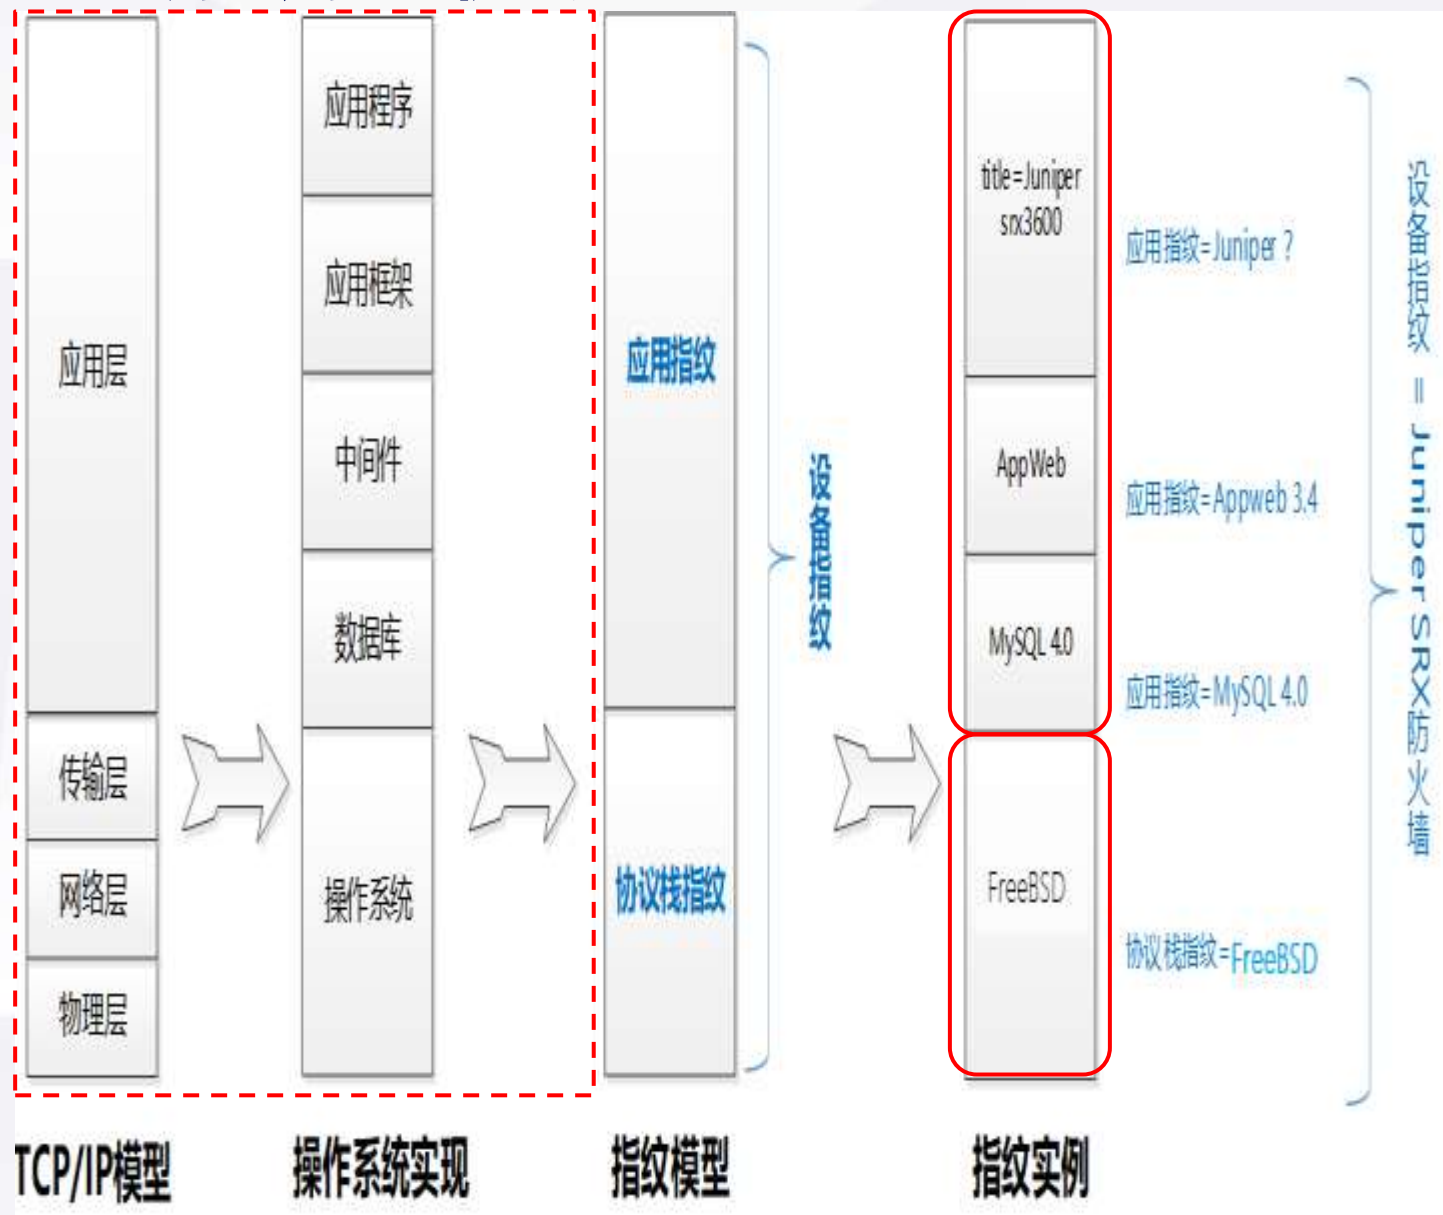 应用层
传输层
网络层
物理层
TCP/IP模型
应用程序
应用框架
中间件
数据库
操作系统
操作系统实现
应用指纹
协议栈指纹
设备指纹
指纹模型
title=Juniper
srx3600
AppWeb
MySQL 4.0
FreeBSD
指纹实例
应用指纹=Juniper ?
应用指纹=Appweb 3.4
应用指纹=MySQL 4.0
协议栈指纹=FreeBSD
设备指纹 = Juniper SRX防火墙